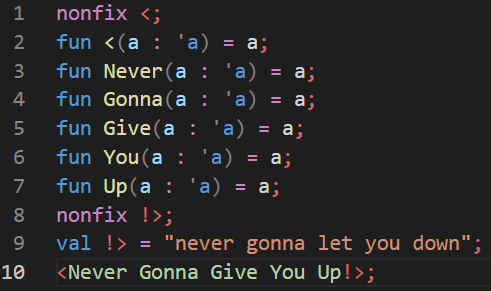 1 nonfix <;
2 fun <(a : 'a) = a;
3 fun Never(a : 'a) = a;
4 fun Gonna(a : 'a) = a;
5 fun Give(a : 'a) = a;
6 fun You(a : 'a) = a;
7 fun Up(a : 'a) = a;
8 nonfix !>;
9 val !> = "never gonna let you down";
10 <Never Gonna Give You Up!>;